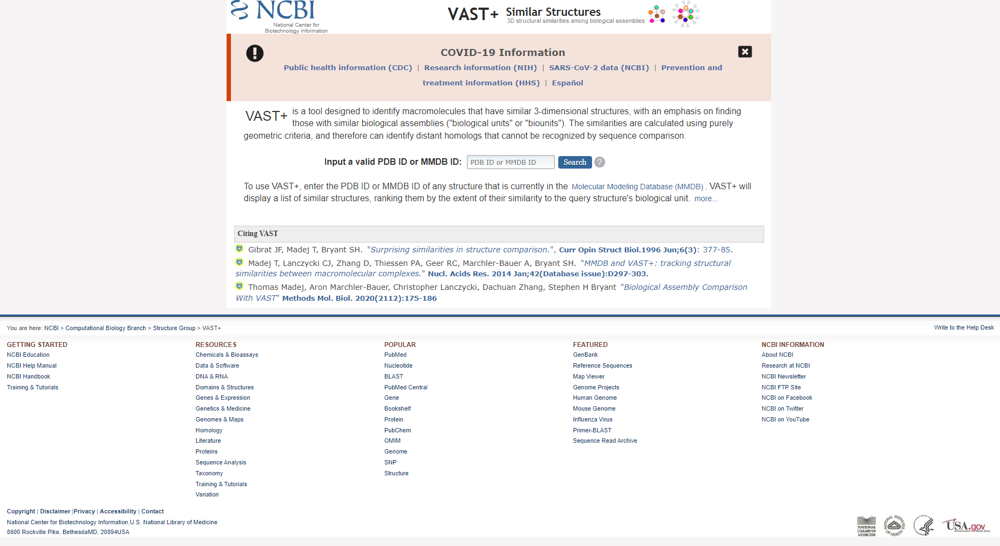 NCBI
National Center for
Biotechnology Information
VAST+ Similar Structures
3D structural similarities among biological assemblies
COVID-19 Information
Public health information (CDC) | Research information (NIH) | SARS-CoV-2 data (NCBI) | Prevention and
treatment information (HHS) | Español
VAST+ is a tool designed to identify macromolecules that have similar 3-dimensional structures, with an emphasis on finding
those with similar biological assemblies ("biological units" or "biounits"). The similarities are calculated using purely
geometric criteria, and therefore can identify distant homologs that cannot be recognized by sequence comparison.
Input a valid PDB ID or MMDB ID: PDB ID or MMDB ID Search ?
To use VAST+, enter the PDB ID or MMDB ID of any structure that is currently in the Molecular Modeling Database (MMDB). VAST+ will
display a list of similar structures, ranking them by the extent of their similarity to the query structure's biological unit. more...
Citing VAST
Gibrat JF, Madej T, Bryant SH. "Surprising similarities in structure comparison.", Curr Opin Struct Biol.1996 Jun;6(3): 377-85.
Madej T, Lanczycki CJ, Zhang D, Thiessen PA, Geer RC, Marchler-Bauer A, Bryant SH. "MMDB and VAST+: tracking structural
similarities between macromolecular complexes." Nucl. Acids Res. 2014 Jan;42(Database issue):D297-303.
Thomas Madej, Aron Marchler-Bauer, Christopher Lanczycki, Dachuan Zhang, Stephen H Bryant "Biological Assembly Comparison
With VAST" Methods Mol. Biol. 2020(2112):175-186
You are here: NCBI > Computational Biology Branch > Structure Group > VAST+
Write to the Help Desk
GETTING STARTED
NCBI Education
NCBI Help Manual
NCBI Handbook
Training & Tutorials
RESOURCES
Chemicals & Bioassays
Data & Software
DNA & RNA
Domains & Structures
Genes & Expression
Genetics & Medicine
Genomes & Maps
Homology
Literature
Proteins
Sequence Analysis
Taxonomy
Training & Tutorials
Variation
POPULAR
PubMed
Nucleotide
BLAST
PubMed Central
Gene
Bookshelf
Protein
PubChem
OMIM
Genome
SNP
Structure
FEATURED
GenBank
Reference Sequences
Map Viewer
Genome Projects
Human Genome
Mouse Genome
Influenza Virus
Primer-BLAST
Sequence Read Archive
NCBI INFORMATION
About NCBI
Research at NCBI
NCBI Newsletter
NCBI FTP Site
NCBI on Facebook
NCBI on Twitter
NCBI on YouTube
Copyright | Disclaimer |Privacy | Accessibility | Contact
National Center for Biotechnology Information,U.S. National Library of Medicine
8600 Rockville Pike, BethesdaMD, 20894USA
NATIONAL
LIBRARY OF
MEDICINE
NATIONAL INSTITUTES OF HEALTH
USA.gov
Government Made Easy